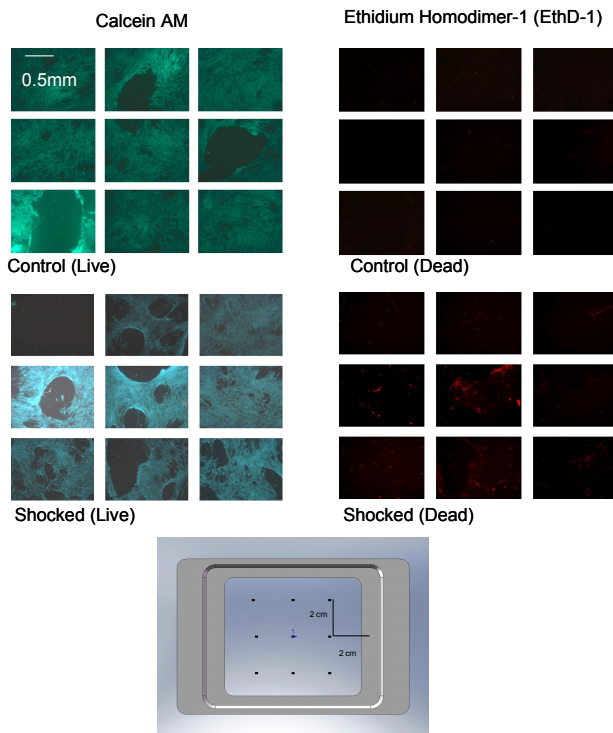 Calcein AM
Ethidium Homodimer-1 (EthD-1)
0.5mm
Control (Live)
Control (Dead)
Shocked (Live)
Shocked (Dead)
2 cm
2 cm